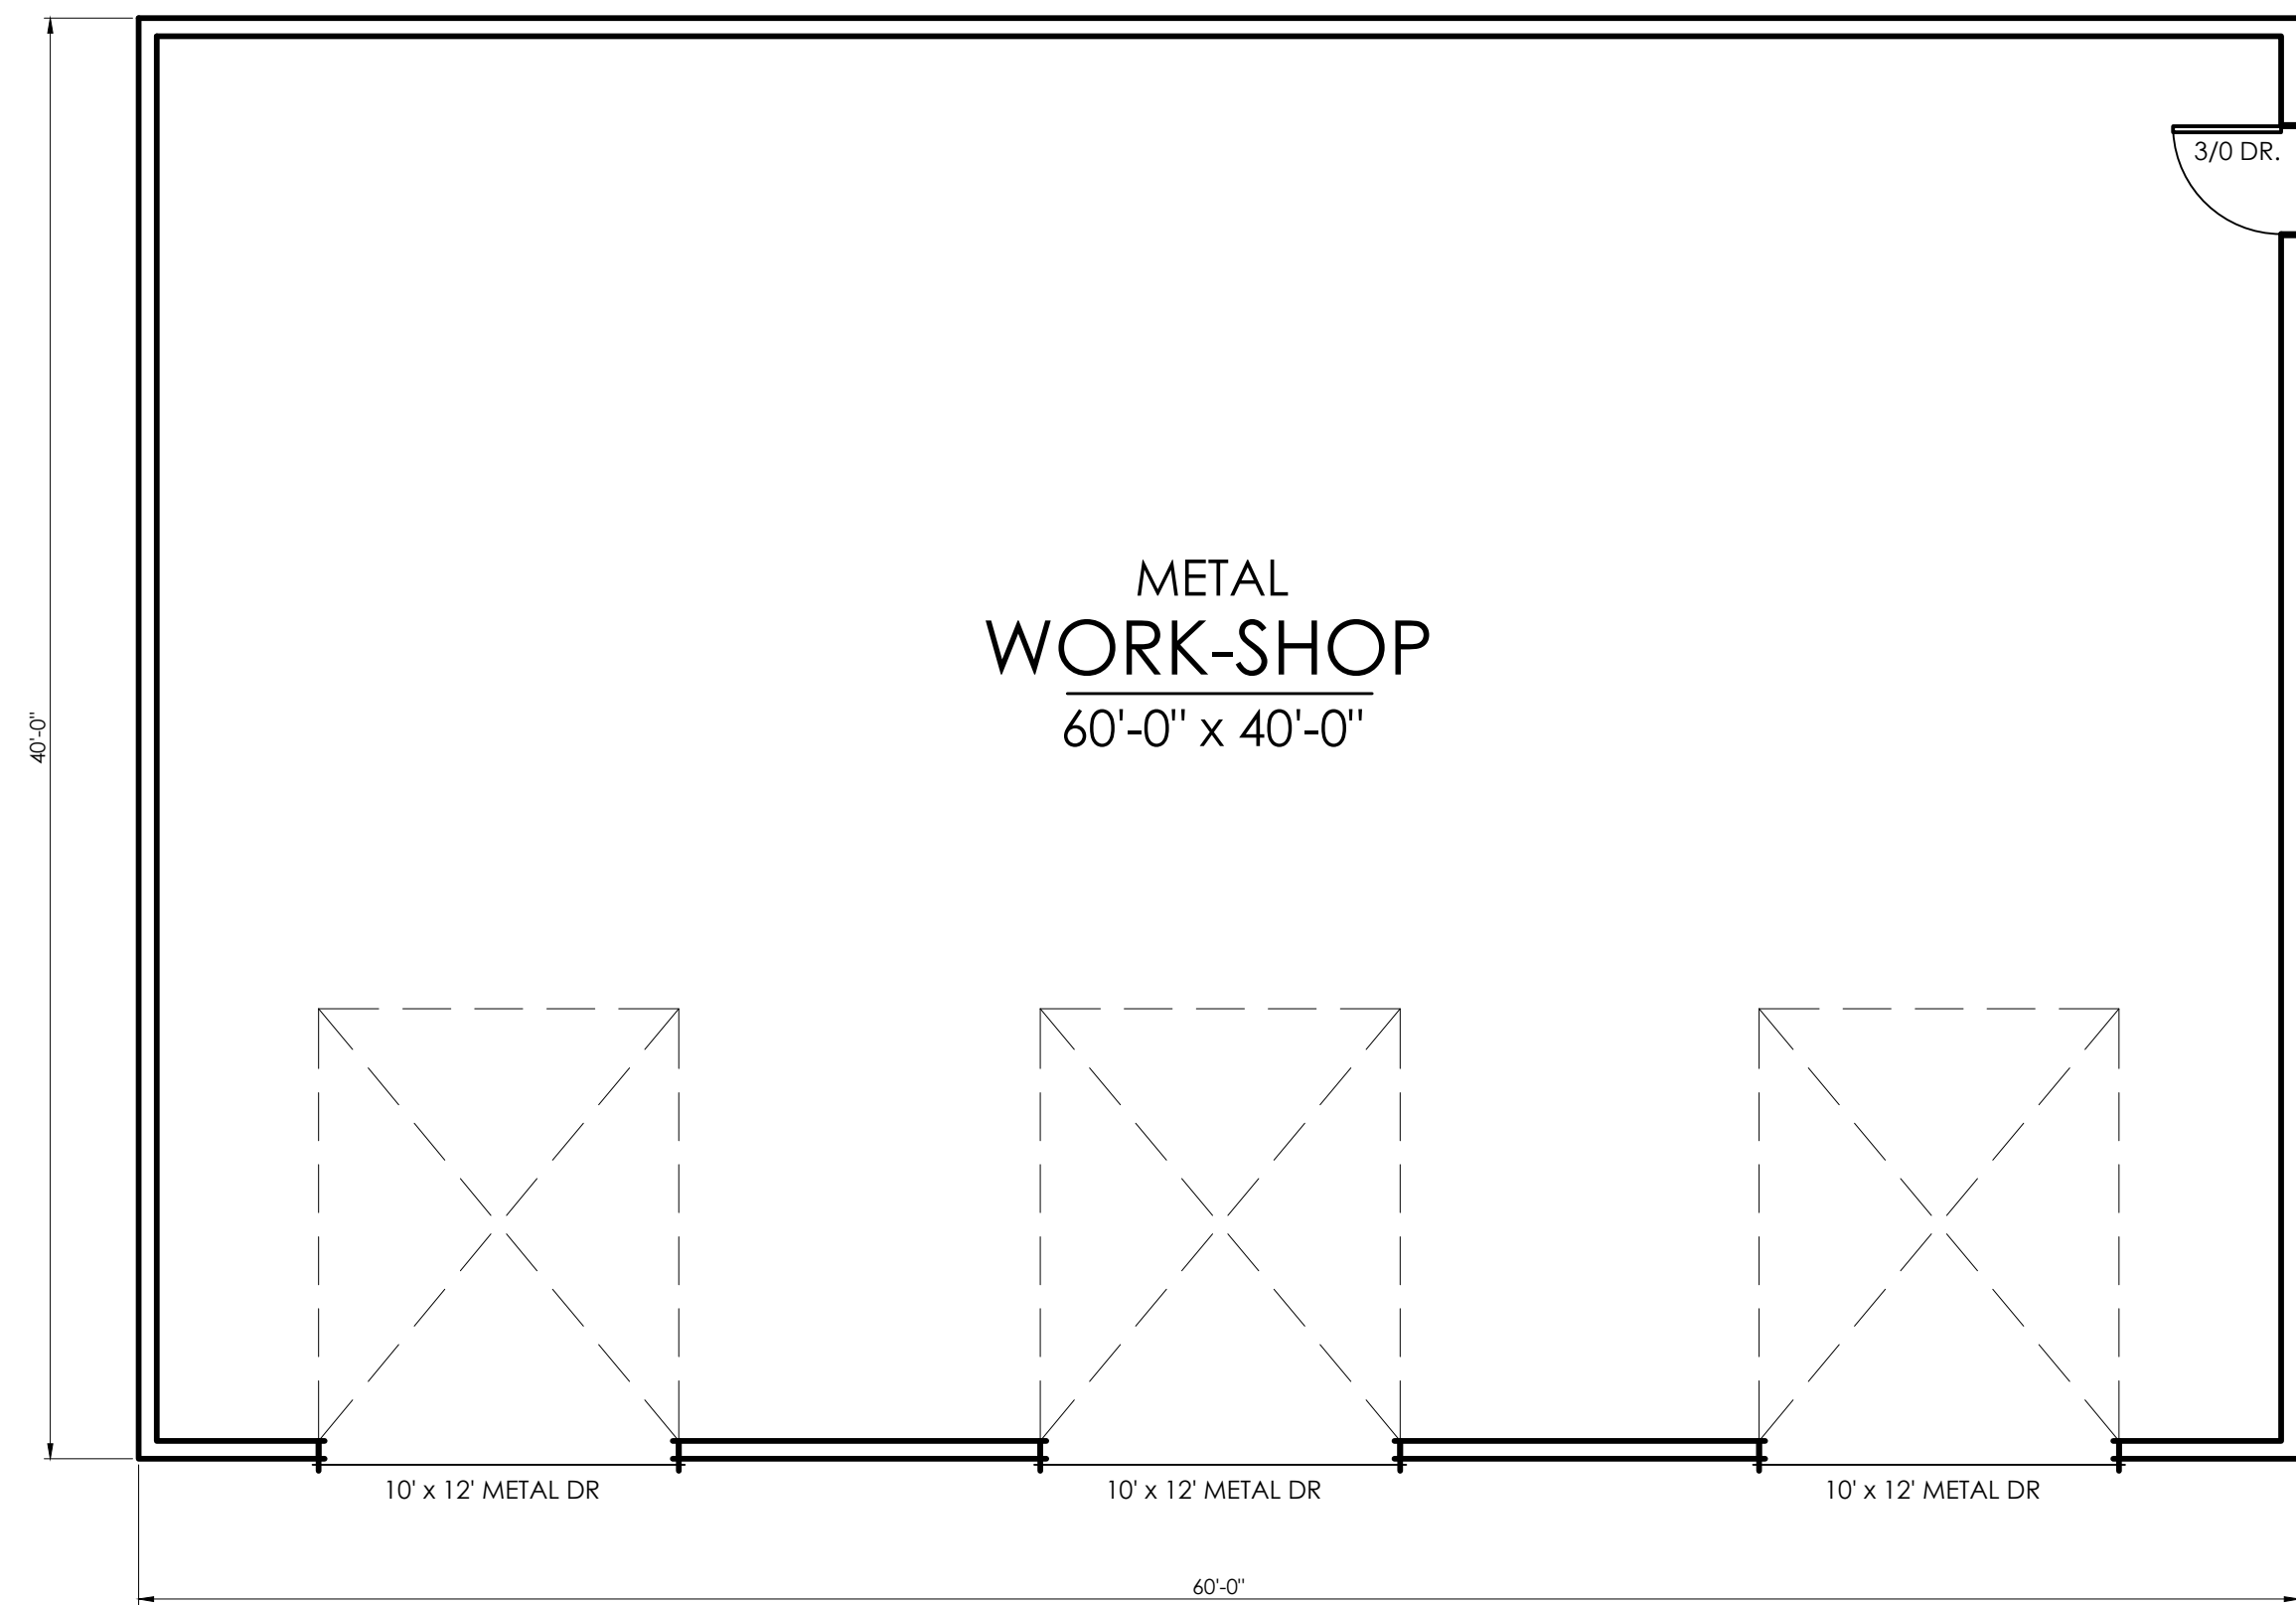 3/0 DR.
METAL
WORK-SHOP
60'-0" x 40'-0"
40'-0"
10' x 12' METAL DR
10' x 12' METAL DR
10' x 12' METAL DR
60'-0"